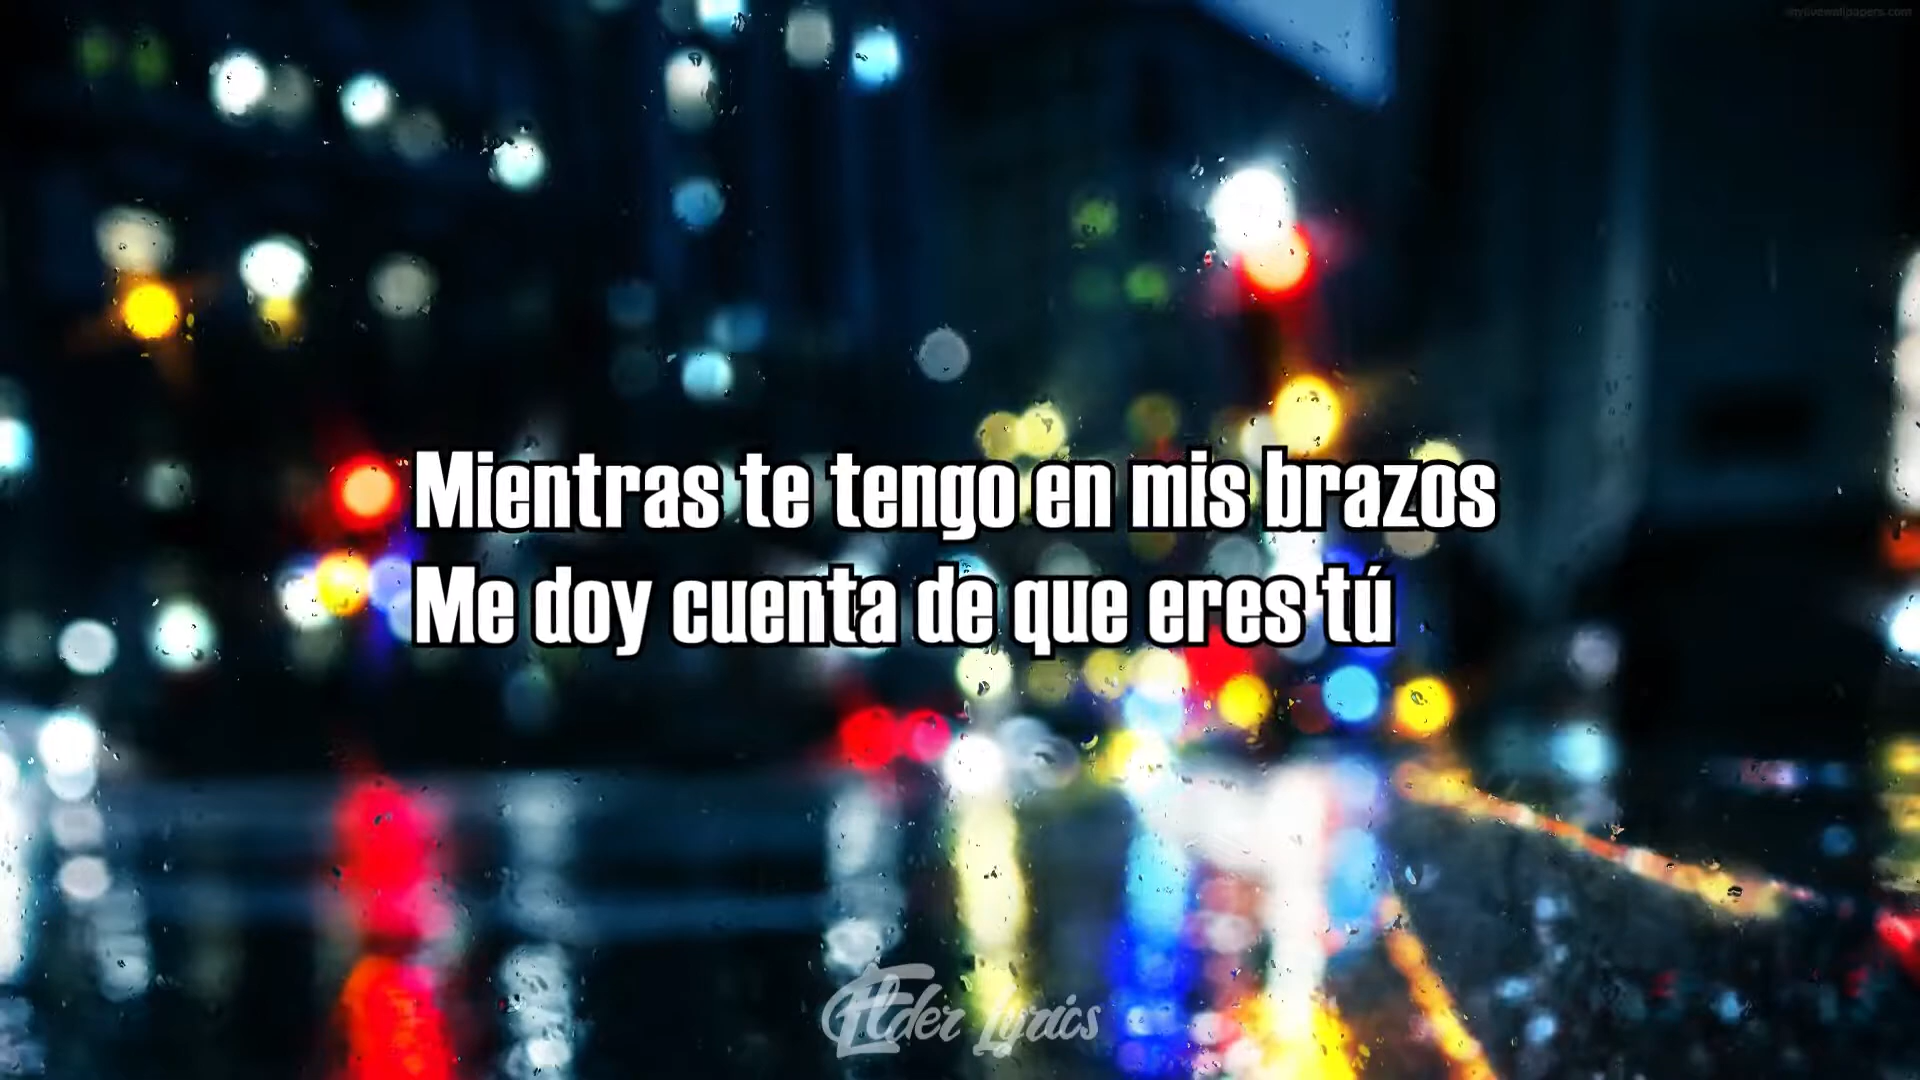 Mientras te tengo en mis brazos
Me doy cuenta de que eres tú
Elder Lyrics